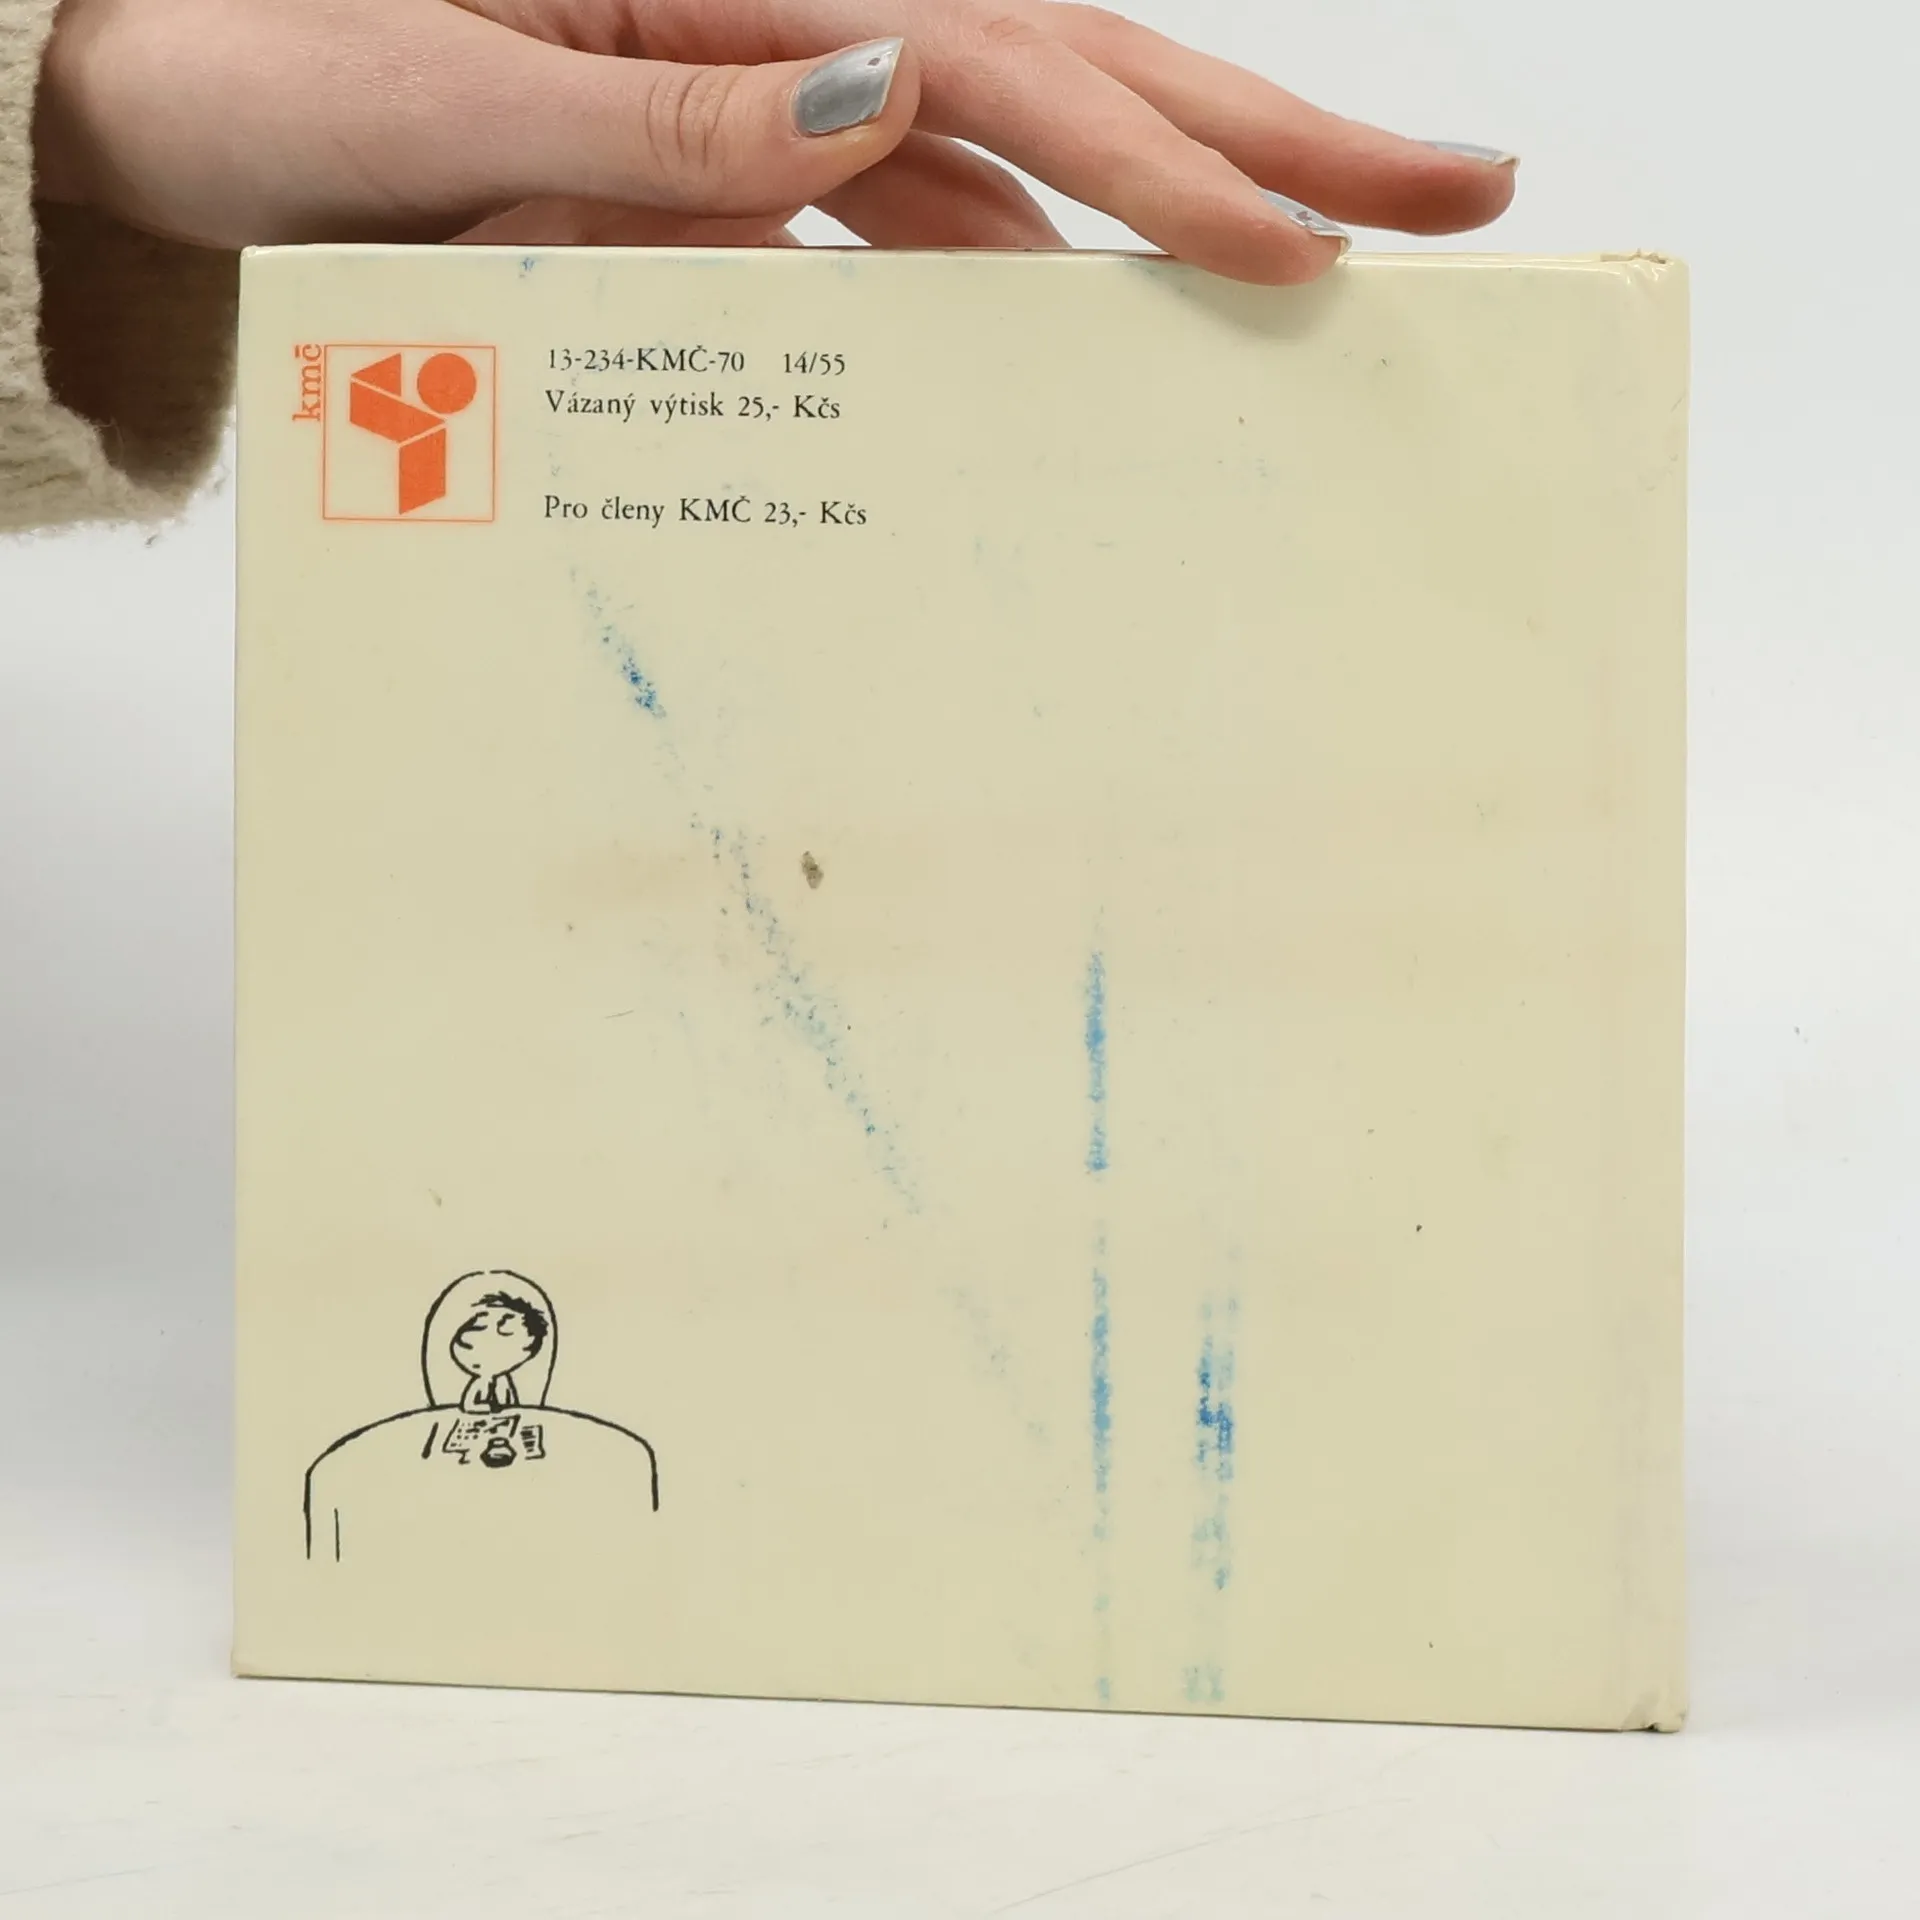 kmč
13-234-KMČ-70 14/55
Vázaný výtisk 25,- Kčs
Pro členy KMČ 23,- Kčs